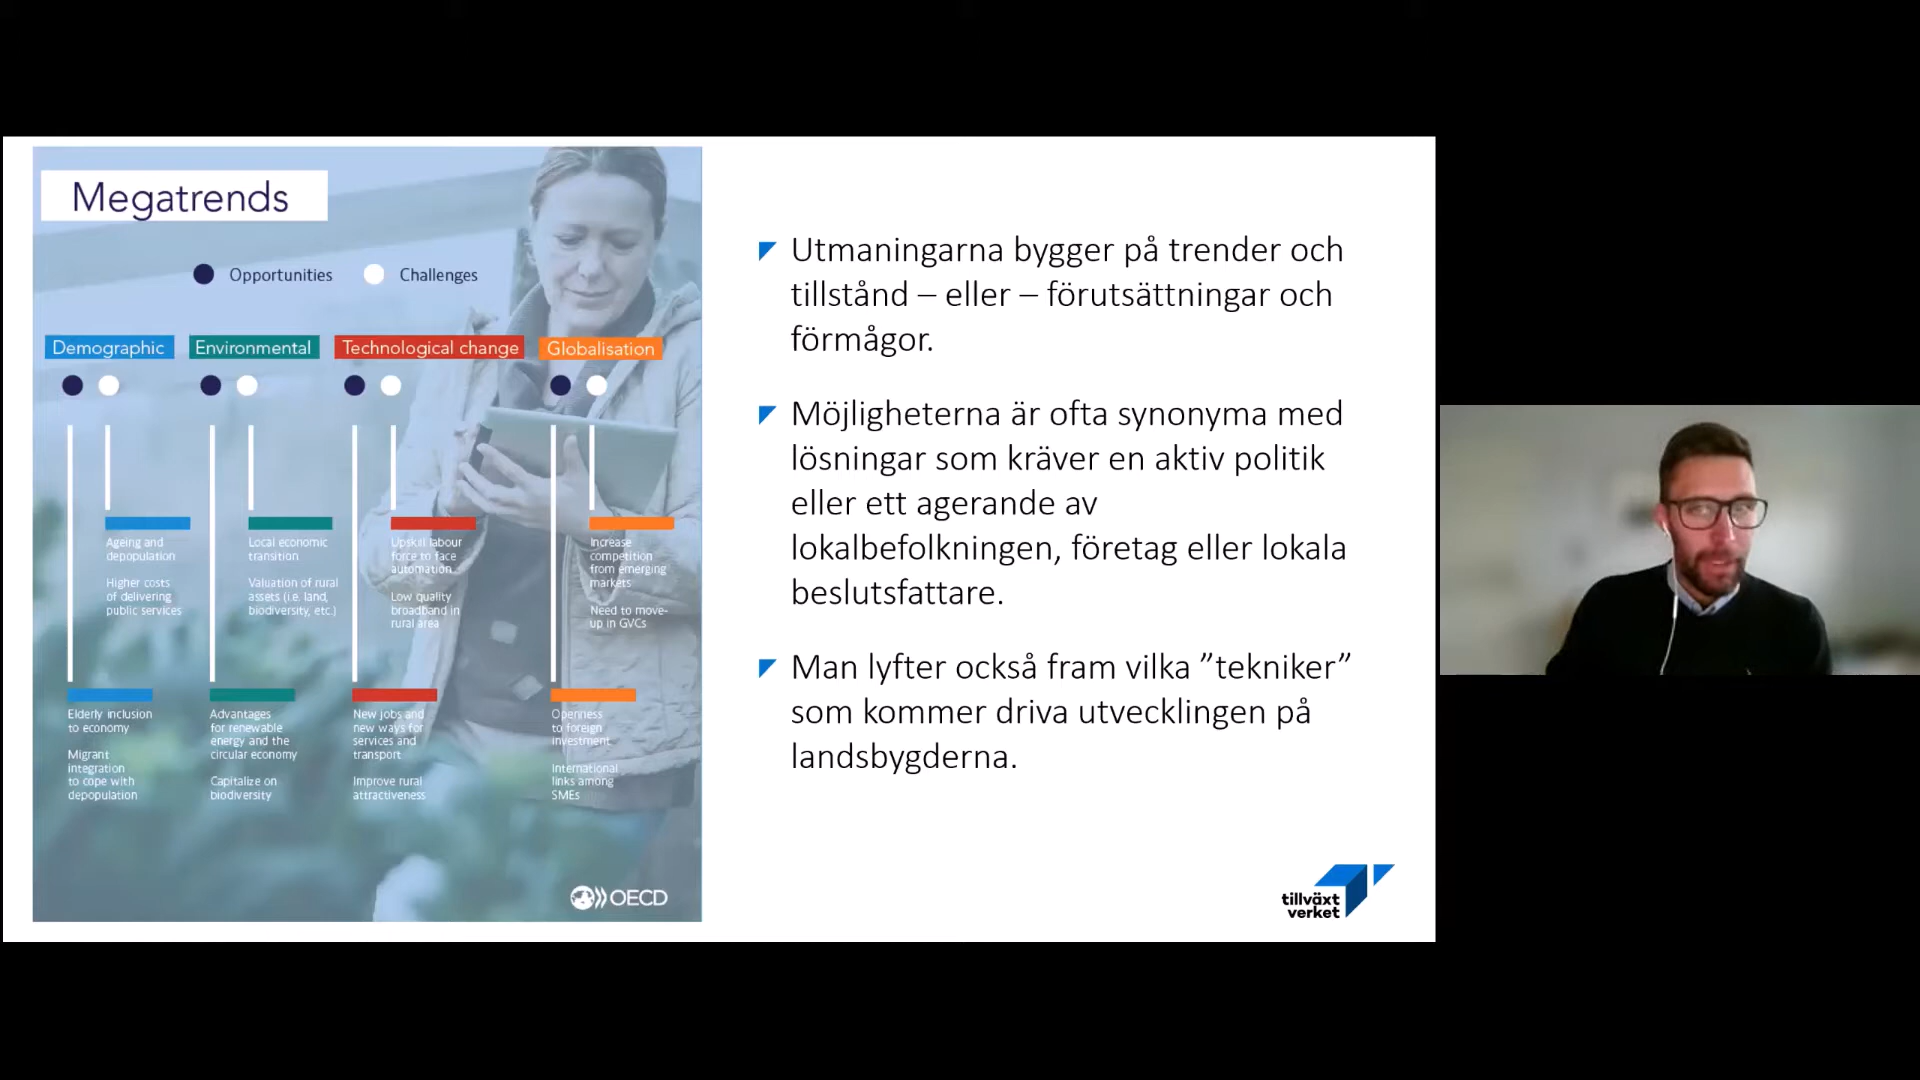 Megatrends
Opportunities
Challenges
Demographic
Environmental
Technological change
Globalisation
Ageing and
depopulation
Higher costs
of delivering
public services
Local economic
transition
Valuation of rural
assets (i.e. land,
biodiversity, etc.)
Upskill labour
force to face
automation
Low quality
broadband in
rural area
Increase
competition
from emerging
markets
Need to move-
up in GVCs
Elderly inclusion
to economy
Migrant
integration
to cope with
depopulation
Advantages
for renewable
energy and the
circular economy
Capitalize on
biodiversity
New jobs and
new ways for
services and
transport
Improve rural
attractiveness
Openness
to foreign
investment
International
links among
SMEs
OECD
Utmaningarna bygger på trender och
tillstånd – eller – förutsättningar och
förmågor.
Möjligheterna är ofta synonyma med
lösningar som kräver en aktiv politik
eller ett agerande av
lokalbefolkningen, företag eller lokala
beslutsfattare.
Man lyfter också fram vilka ”tekniker”
som kommer driva utvecklingen på
landsbygderna.
tillväxt
verket